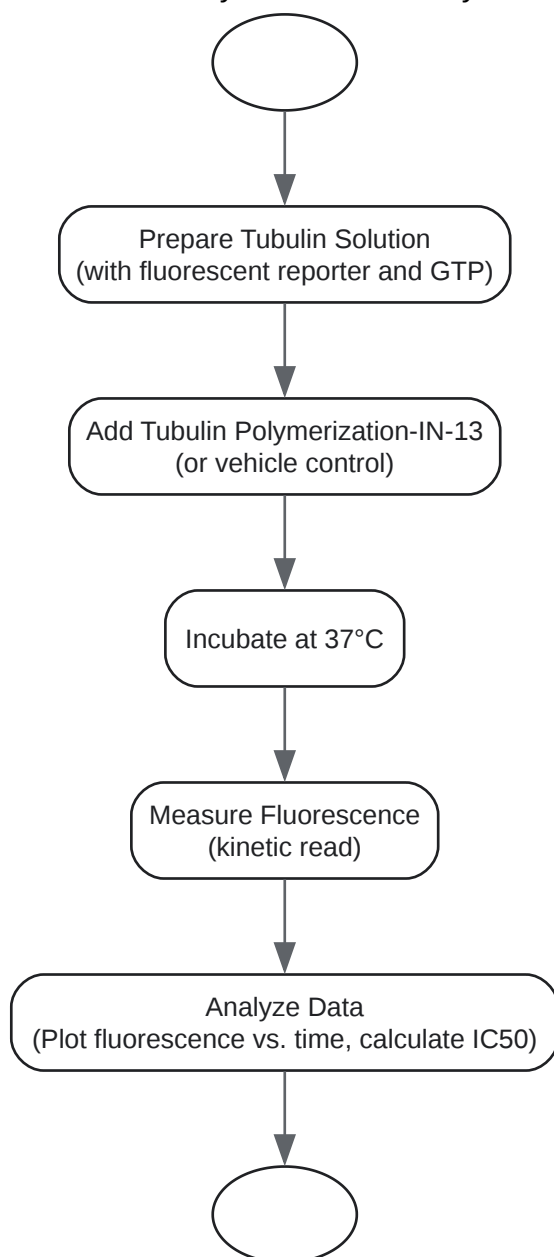 Prepare Tubulin Solution
(with fluorescent reporter and GTP)
Add Tubulin Polymerization-IN-13
(or vehicle control)
Incubate at 37°C
Measure Fluorescence
(kinetic read)
Analyze Data
(Plot fluorescence vs. time, calculate IC50)